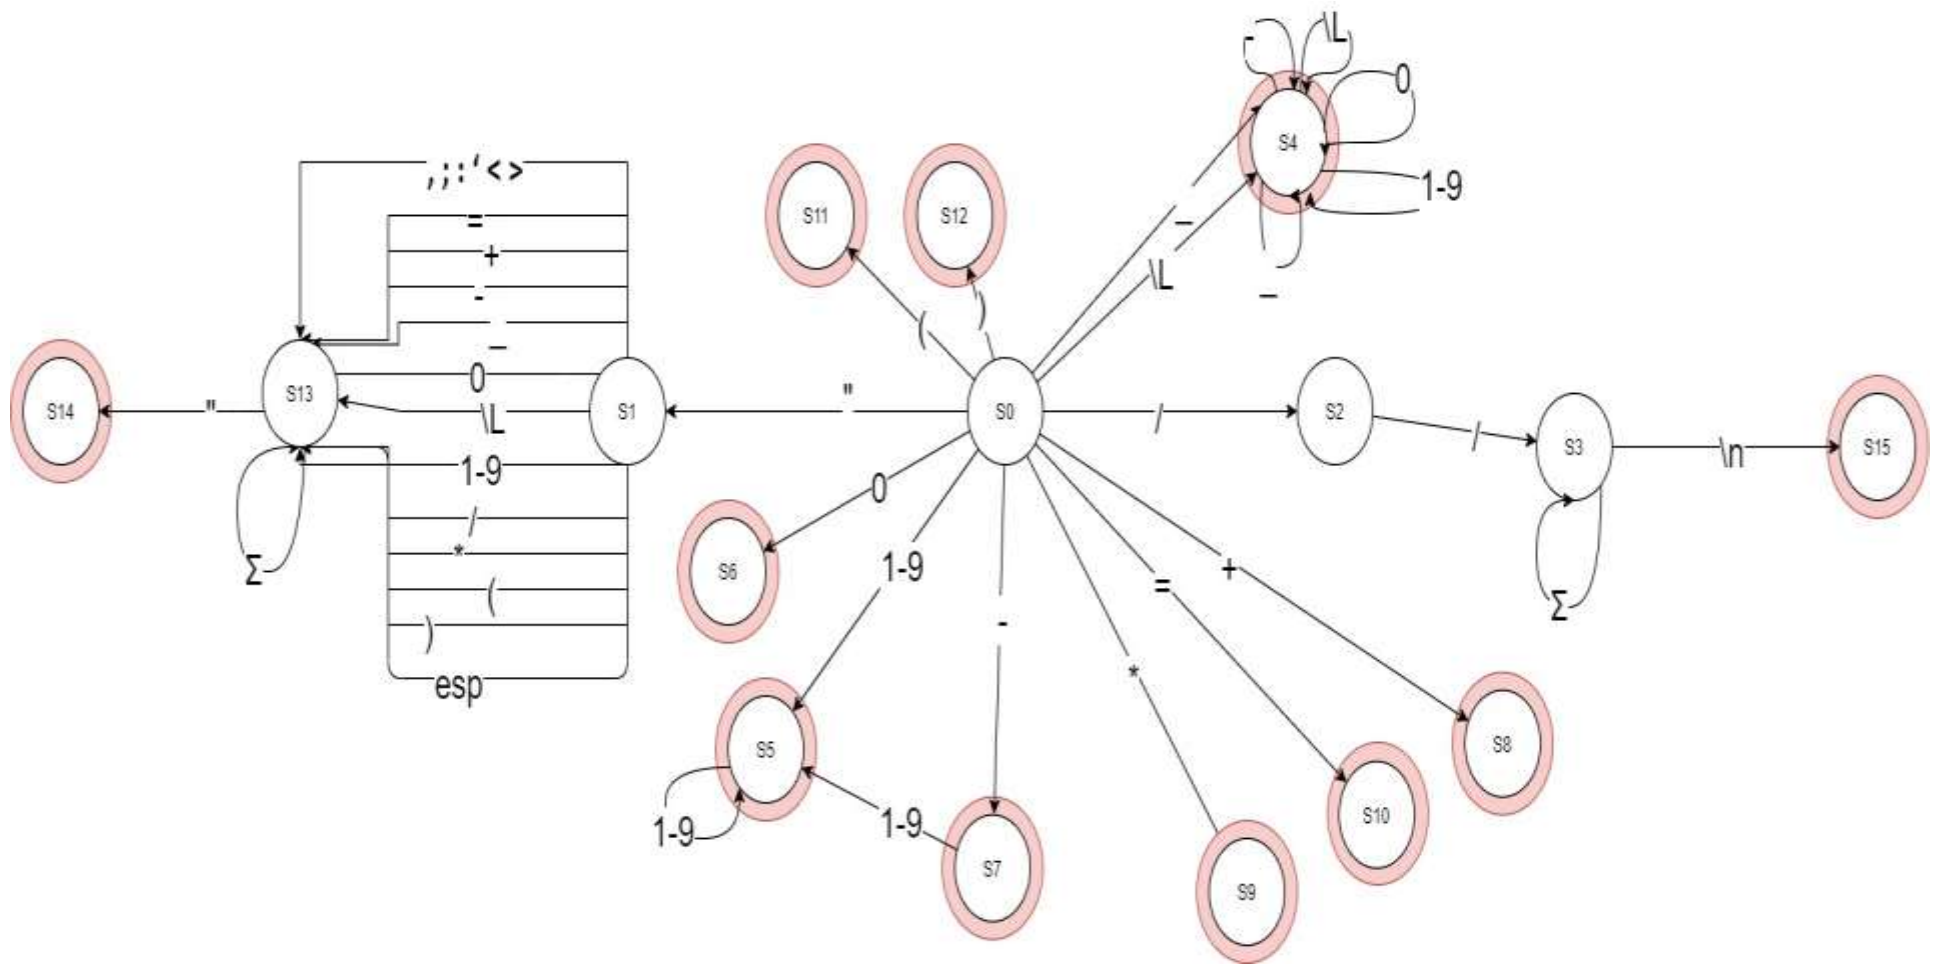 -
\L
0
S4
1-9
_
,;:‘<>
=
+
-
_
0
\L
1-9
/
*
(
)
esp
S14
"
S13
Σ
S1
"
S11
S12
(
)
_
\L
S0
/
S2
/
S3
\n
S15
Σ
0
S6
1-9
-
*
=
+
S5
1-9
1-9
S7
S9
S10
S8